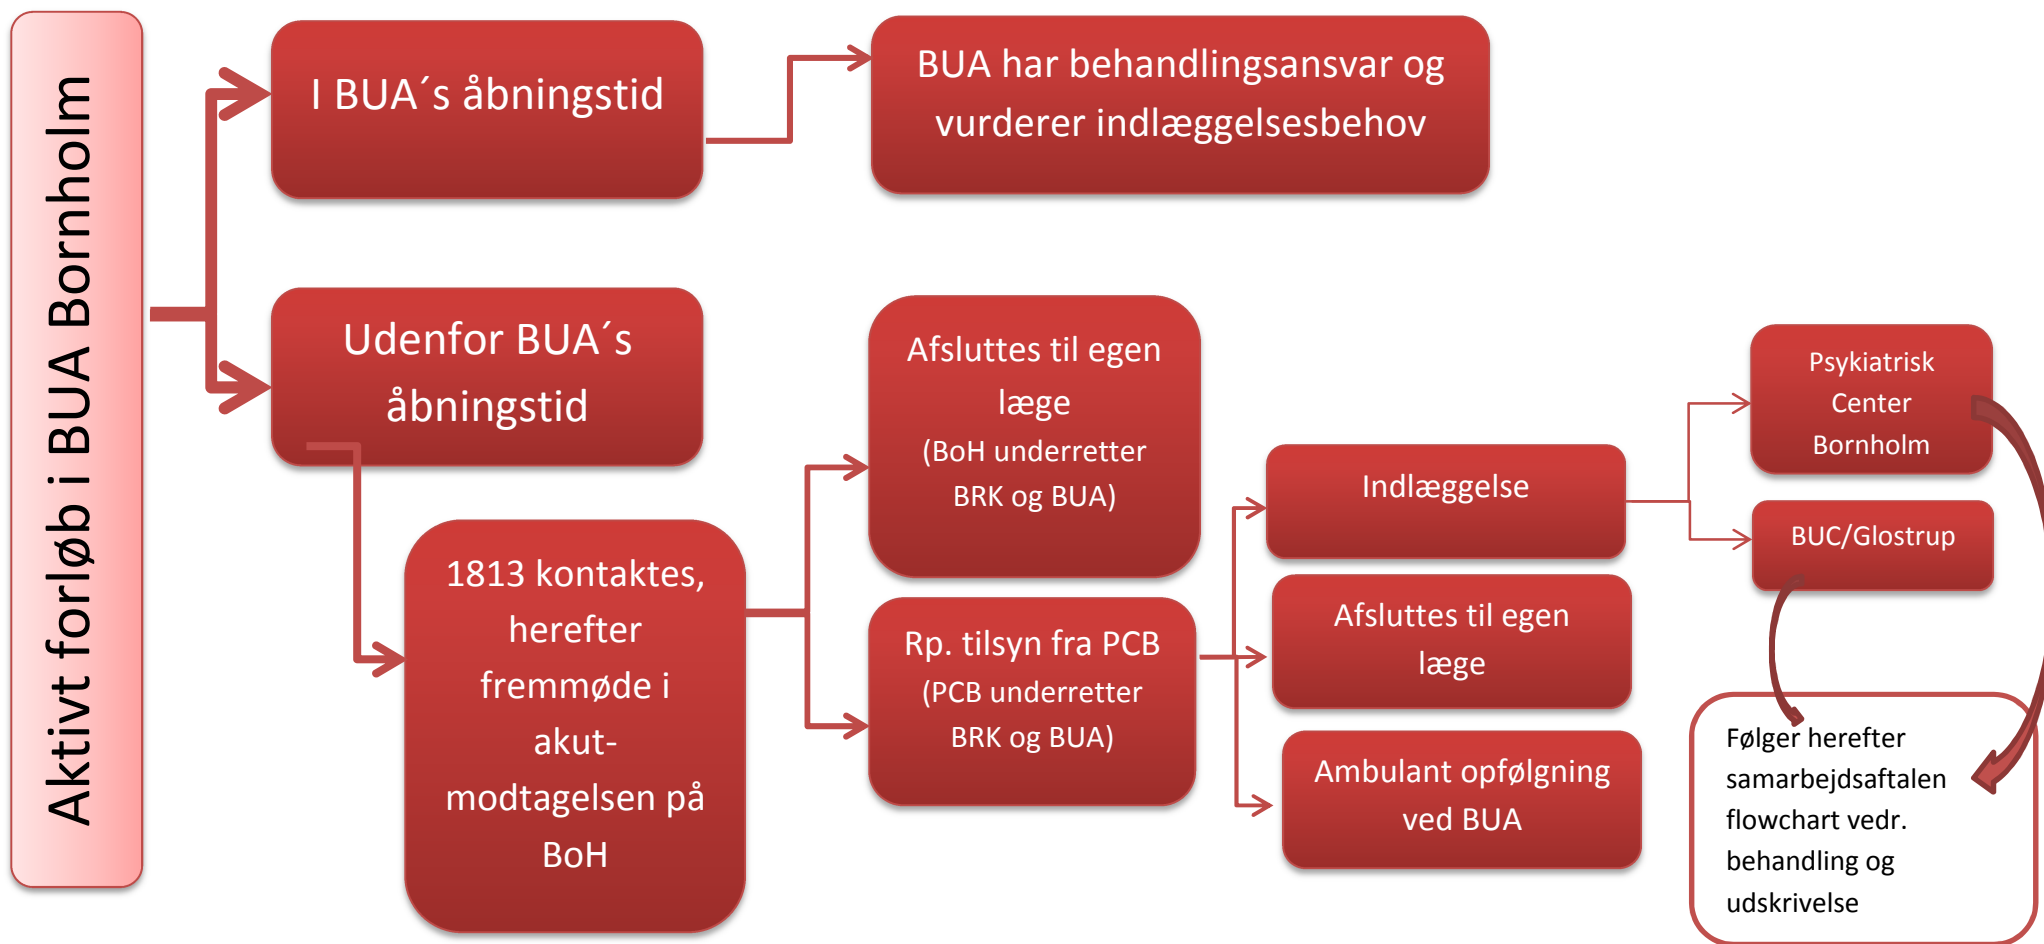 Aktivt forløb i BUA Bornholm
I BUA´s åbningstid
BUA har behandlingsansvar og
vurderer indlæggelsesbehov
Udenfor BUA´s
åbningstid
1813 kontaktes,
herefter
fremmøde i
akut-
modtagelsen på
BoH
Afsluttes til egen
læge
(BoH underretter
BRK og BUA)
Rp. tilsyn fra PCB
(PCB underretter
BRK og BUA)
Indlæggelse
Afsluttes til egen
læge
Ambulant opfølgning
ved BUA
Psykiatrisk
Center
Bornholm
BUC/Glostrup
Følger herefter
samarbejdsaftalen
flowchart vedr.
behandling og
udskrivelse